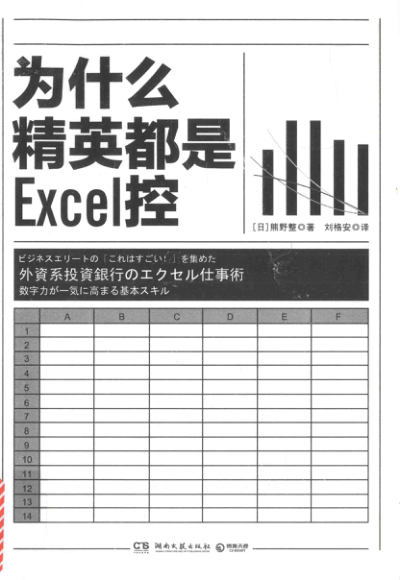 为什么
精英都是
Excel控
[日]熊野整◎著 刘格安◎译
ビジネスエリートの「これはすごい!」を集めた
外資系投資銀行のエクセル仕事術
数字力が一気に高まる基本スキル
A B C D E F
1
2
3
4
5
6
7
8
9
10
11
12
13
14
湖南文艺出版社 博集天卷